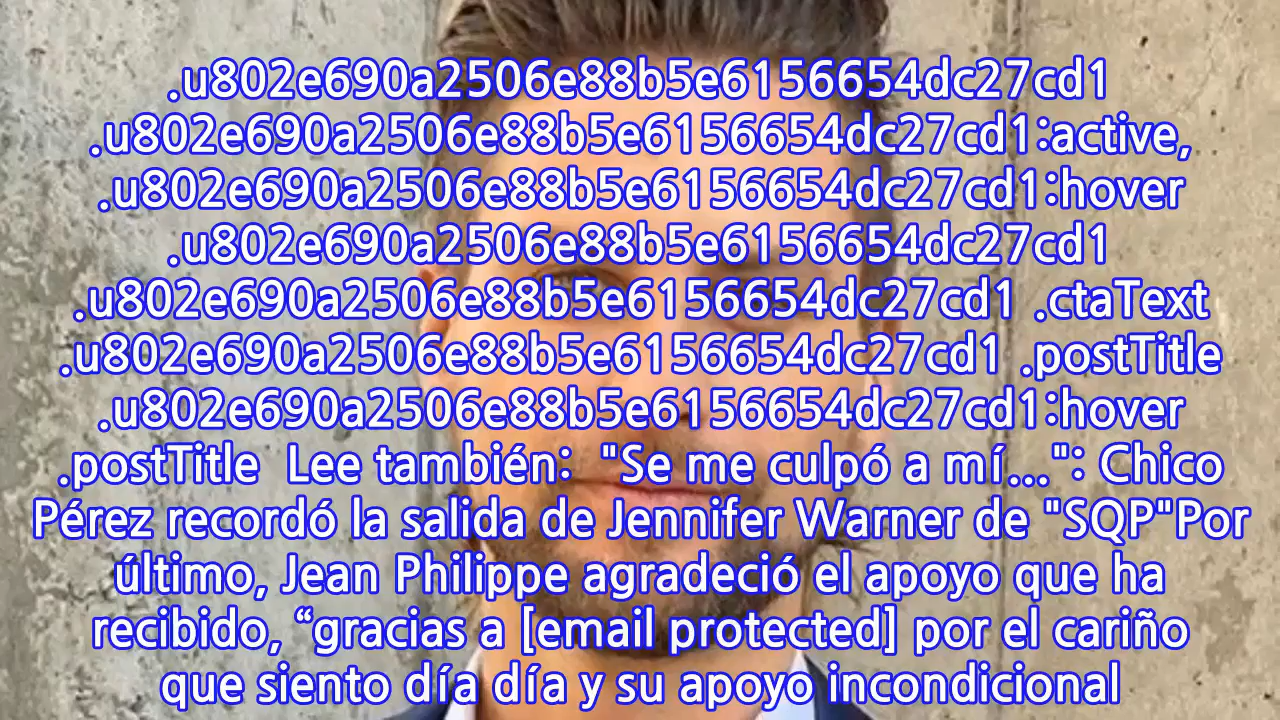 .u802e690a2506e88b5e6156654dc27cd1
.u802e690a2506e88b5e6156654dc27cd1:active,
.u802e690a2506e88b5e6156654dc27cd1:hover
.u802e690a2506e88b5e6156654dc27cd1
.u802e690a2506e88b5e6156654dc27cd1 .ctaText
.u802e690a2506e88b5e6156654dc27cd1 .postTitle
.u802e690a2506e88b5e6156654dc27cd1:hover
.postTitle  Lee también:  "Se me culpó a mí...": Chico
Pérez recordó la salida de Jennifer Warner de "SQP"Por
último, Jean Philippe agradeció el apoyo que ha
recibido, “gracias a [email protected] por el cariño
que siento día día y su apoyo incondicional